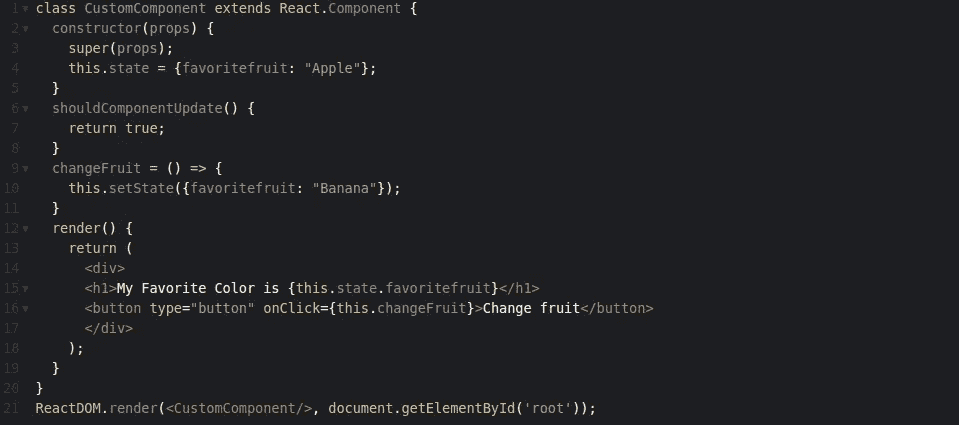 1 class CustomComponent extends React.Component {
2 constructor(props) {
3 super(props);
4 this.state = {favoritefruit: "Apple"};
5 }
6 shouldComponentUpdate() {
7 return true;
8 }
9 changeFruit = () => {
10 this.setState({favoritefruit: "Banana"});
11 }
12 render() {
13 return (
14 <div>
15 <h1>My Favorite Color is {this.state.favoritefruit}</h1>
16 <button type="button" onClick={this.changeFruit}>Change fruit</button>
17 </div>
18 );
19 }
20 }
21 ReactDOM.render(<CustomComponent/>, document.getElementById('root'));